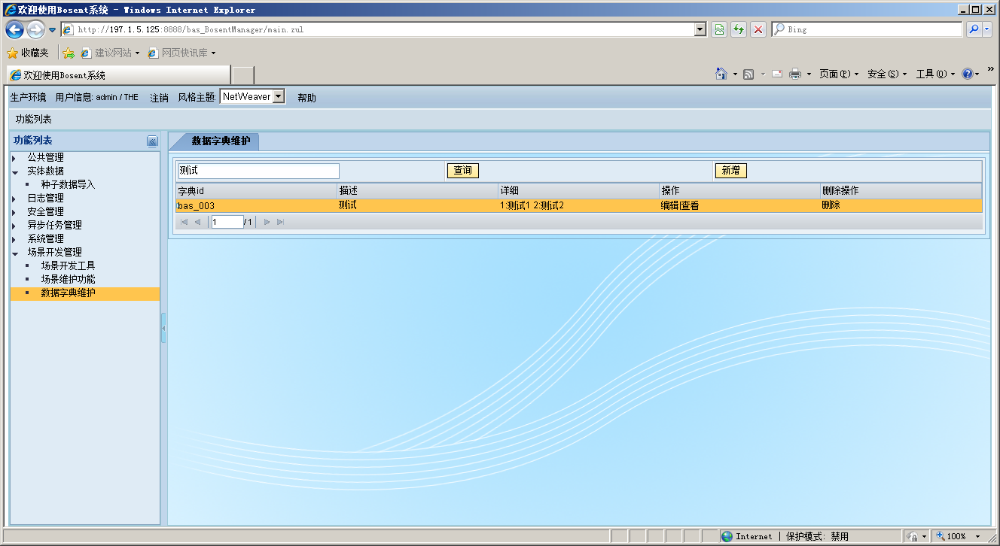 欢迎使用Bosent系统 - Windows Internet Explorer
http://197.1.5.125:8888/bas_BosentManager/main.zul
Bing
收藏夹 建议网站 网页快讯库
欢迎使用Bosent系统
页面(P) 安全(S) 工具(O) »
生产环境 用户信息: admin / THE 注销 风格主题: NetWeaver 帮助
功能列表
功能列表
公共管理
实体数据
种子数据导入
日志管理
安全管理
异步任务管理
系统管理
场景开发管理
场景开发工具
场景维护功能
数据字典维护
数据字典维护
测试 查询 新增
字典id 描述 详细 操作 删除操作
bas_003 测试 1:测试1 2:测试2 编辑|查看 删除
1 / 1
Internet | 保护模式: 禁用 100%